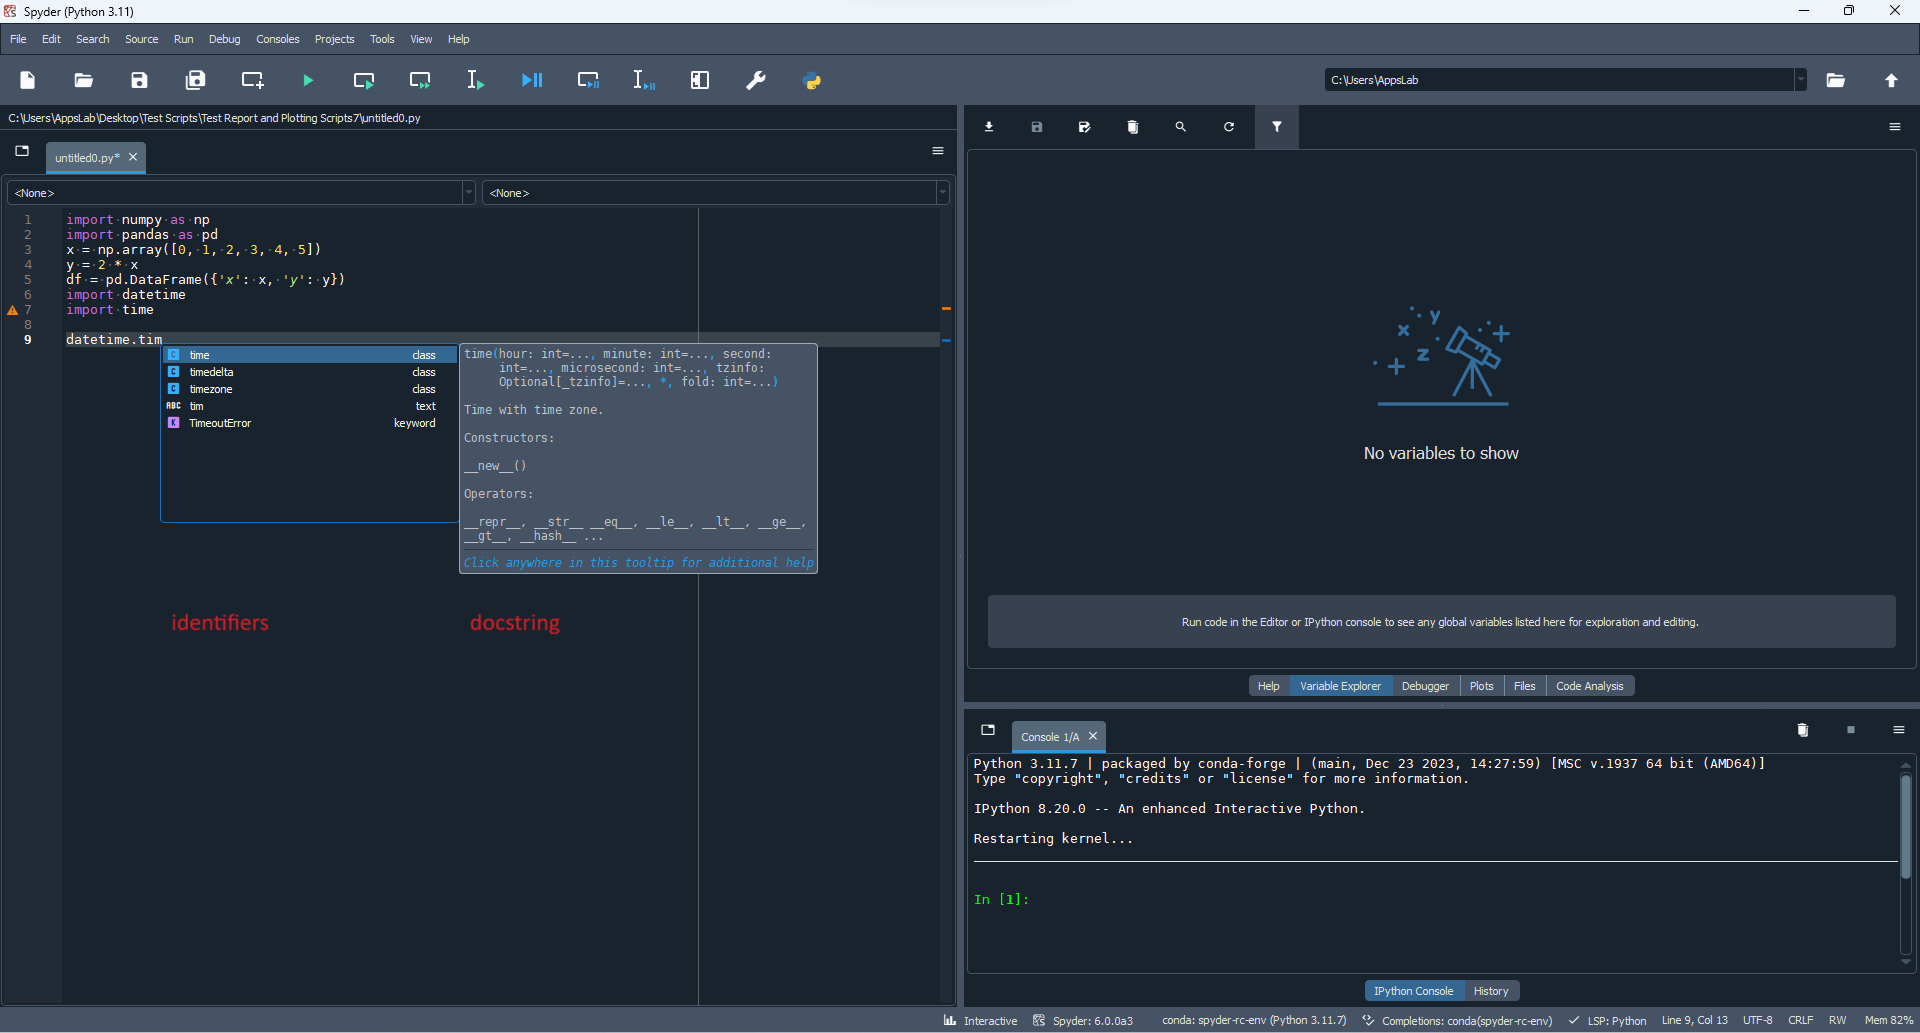 Spyder (Python 3.11)
File Edit Search Source Run Debug Consoles Projects Tools View Help
C:\Users\AppsLab
C:\Users\AppsLab\Desktop\Test Scripts\Test Report and Plotting Scripts7\untitled0.py
untitled0.py*
<None> <None>
1 import numpy as np
2 import pandas as pd
3 x = np.array([0, 1, 2, 3, 4, 5])
4 y = 2 * x
5 df = pd.DataFrame({'x': x, 'y': y})
6 import datetime
7 import time
8
9 datetime.tim
C time class
C timedelta class
C timezone class
ABC tim text
K TimeoutError keyword
time(hour: int=..., minute: int=..., second:
int=..., microsecond: int=..., tzinfo:
Optional[_tzinfo]=..., *, fold: int=...)
Time with time zone.
Constructors:
__new__()
Operators:
__repr__, __str__ __eq__, __le__, __lt__, __ge__,
__gt__, __hash__ ...
Click anywhere in this tooltip for additional help
identifiers docstring
x y z
No variables to show
Run code in the Editor or IPython console to see any global variables listed here for exploration and editing.
Help Variable Explorer Debugger Plots Files Code Analysis
Console 1/A
Python 3.11.7 | packaged by conda-forge | (main, Dec 23 2023, 14:27:59) [MSC v.1937 64 bit (AMD64)]
Type "copyright", "credits" or "license" for more information.
IPython 8.20.0 -- An enhanced Interactive Python.
Restarting kernel...
In [1]:
IPython Console History
Interactive Spyder: 6.0.0a3 conda: spyder-rc-env (Python 3.11.7) Completions: conda(spyder-rc-env) LSP: Python Line 9, Col 13 UTF-8 CRLF RW Mem 82%